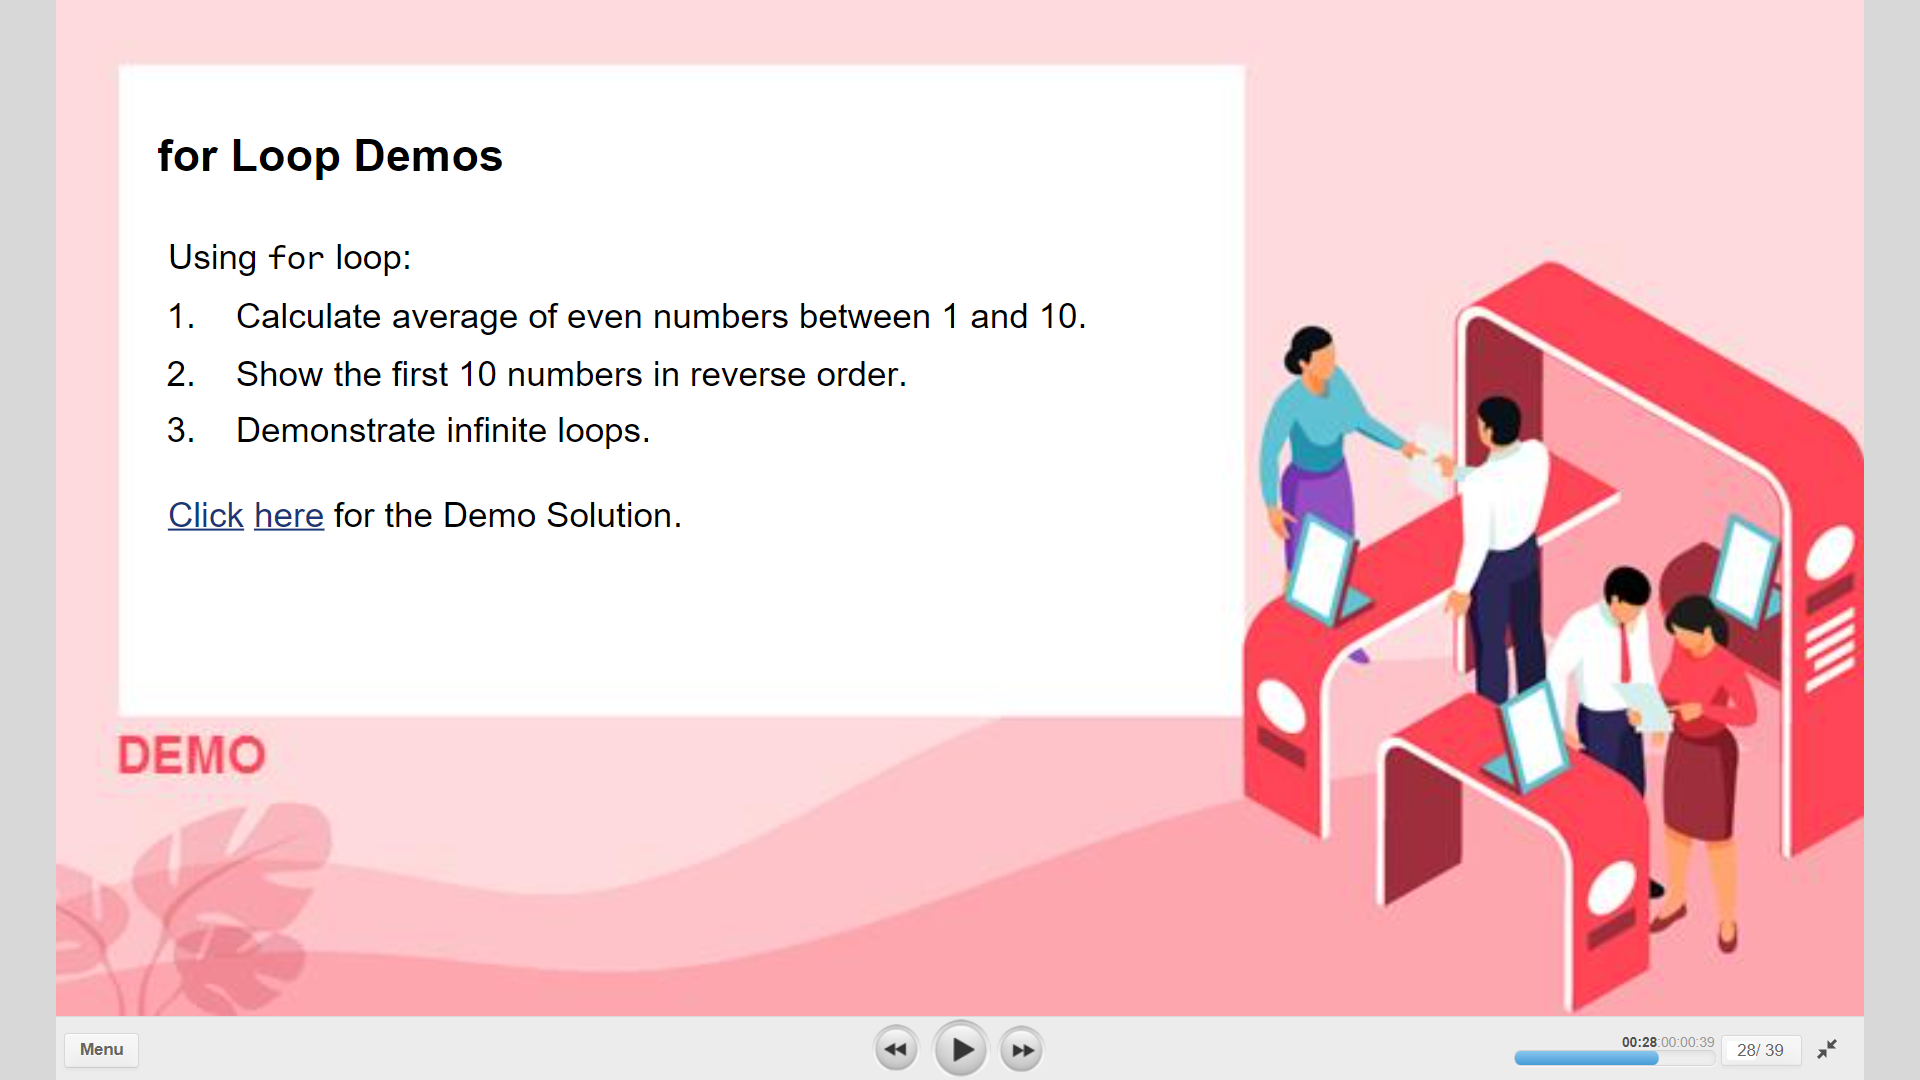 for Loop Demos
Using for loop:
1. Calculate average of even numbers between 1 and 10.
2. Show the first 10 numbers in reverse order.
3. Demonstrate infinite loops.
Click here for the Demo Solution.
DEMO
Menu
00:28:00:00:39
28/ 39